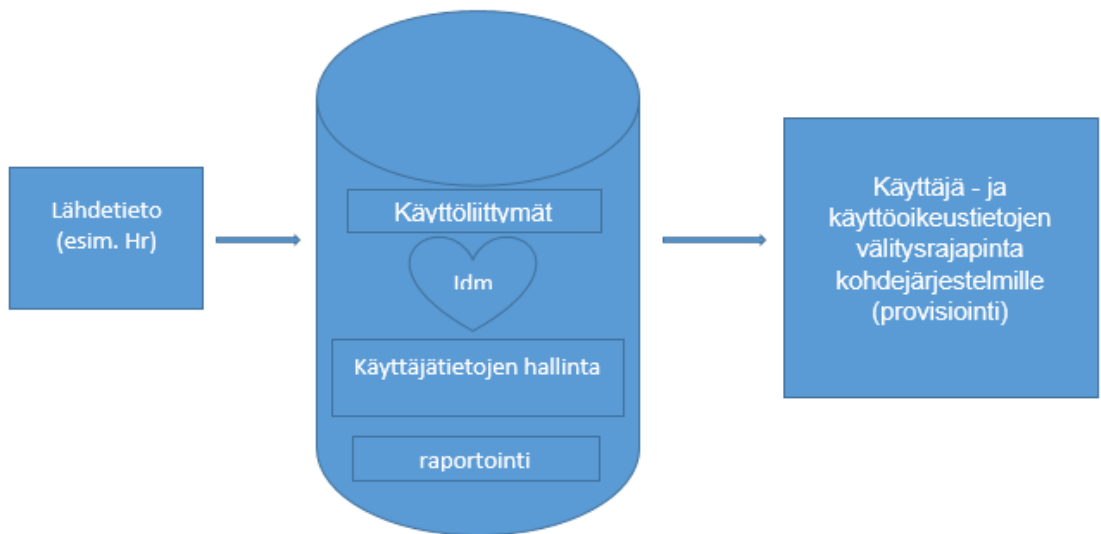 Lähdetieto
(esim. Hr)
Käyttöliittymät
Idm
Käyttäjätietojen hallinta
raportointi
Käyttäjä - ja
käyttöoikeustietojen
välitysrajapinta
kohdejärjestelmille
(provisiointi)